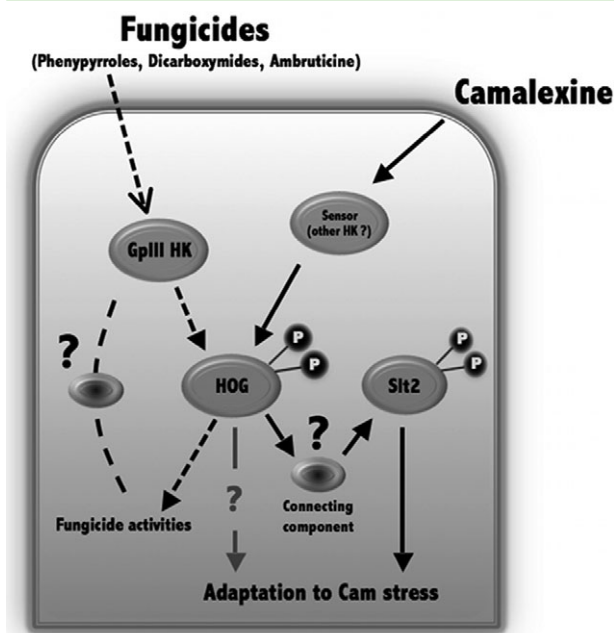 Fungicides
(Phenypyrroles, Dicarboxymides, Ambruticine)
Camalexine
Sensor
(other HK ?)
GpIII HK
?
HOG
P
P
Slt2
P
P
?
?
Connecting
component
Fungicide activities
Adaptation to Cam stress